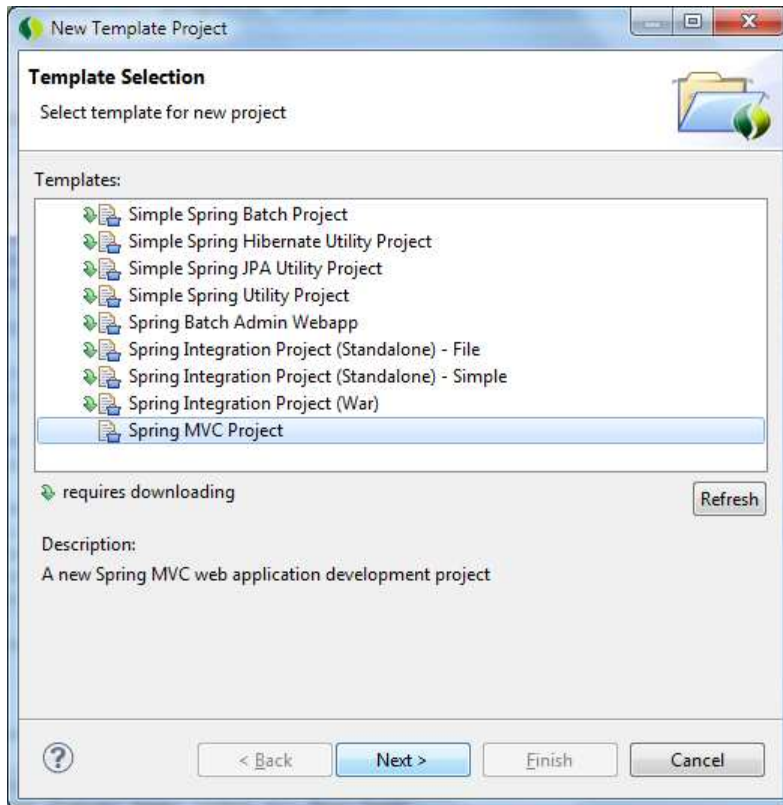 New Template Project
Template Selection
Select template for new project
Templates:
Simple Spring Batch Project
Simple Spring Hibernate Utility Project
Simple Spring JPA Utility Project
Simple Spring Utility Project
Spring Batch Admin Webapp
Spring Integration Project (Standalone) - File
Spring Integration Project (Standalone) - Simple
Spring Integration Project (War)
Spring MVC Project
requires downloading
Refresh
Description:
A new Spring MVC web application development project
? < Back Next > Finish Cancel